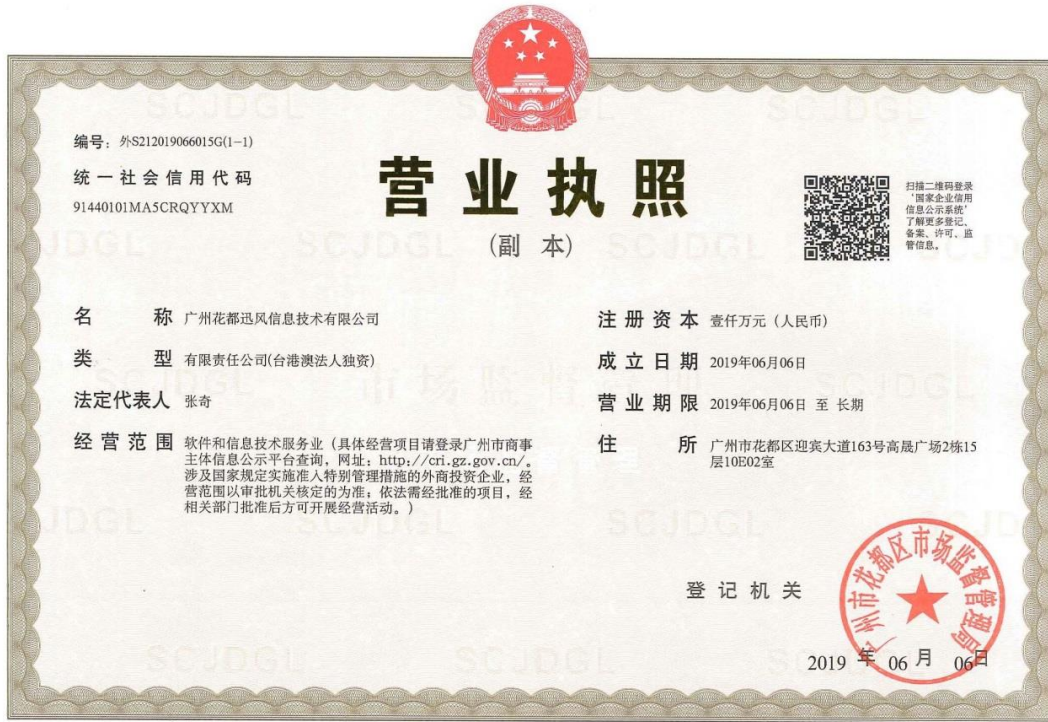 编号：外S212019066015G(1-1)
统一社会信用代码
91440101MA5CRQYYXM
营业执照
(副 本)
扫描二维码登录
‘国家企业信用
信息公示系统’
了解更多登记、
备案、许可、监
管信息。
名 称 广州花都迅风信息技术有限公司
类 型 有限责任公司(台港澳法人独资)
法定代表人 张奇
经营范围 软件和信息技术服务业（具体经营项目请登录广州市商事
主体信息公示平台查询，网址：http://cri.gz.gov.cn/。
涉及国家规定实施准入特别管理措施的外商投资企业，经
营范围以审批机关核定的为准；依法需经批准的项目，经
相关部门批准后方可开展经营活动。）
注册资本 壹仟万元（人民币）
成立日期 2019年06月06日
营业期限 2019年06月06日 至 长期
住 所 广州市花都区迎宾大道163号高晟广场2栋15
层10E02室
登记机关
广州市花都区市场监督管理局
2019 年 06 月 06日
SCJDGL
市场监督管理